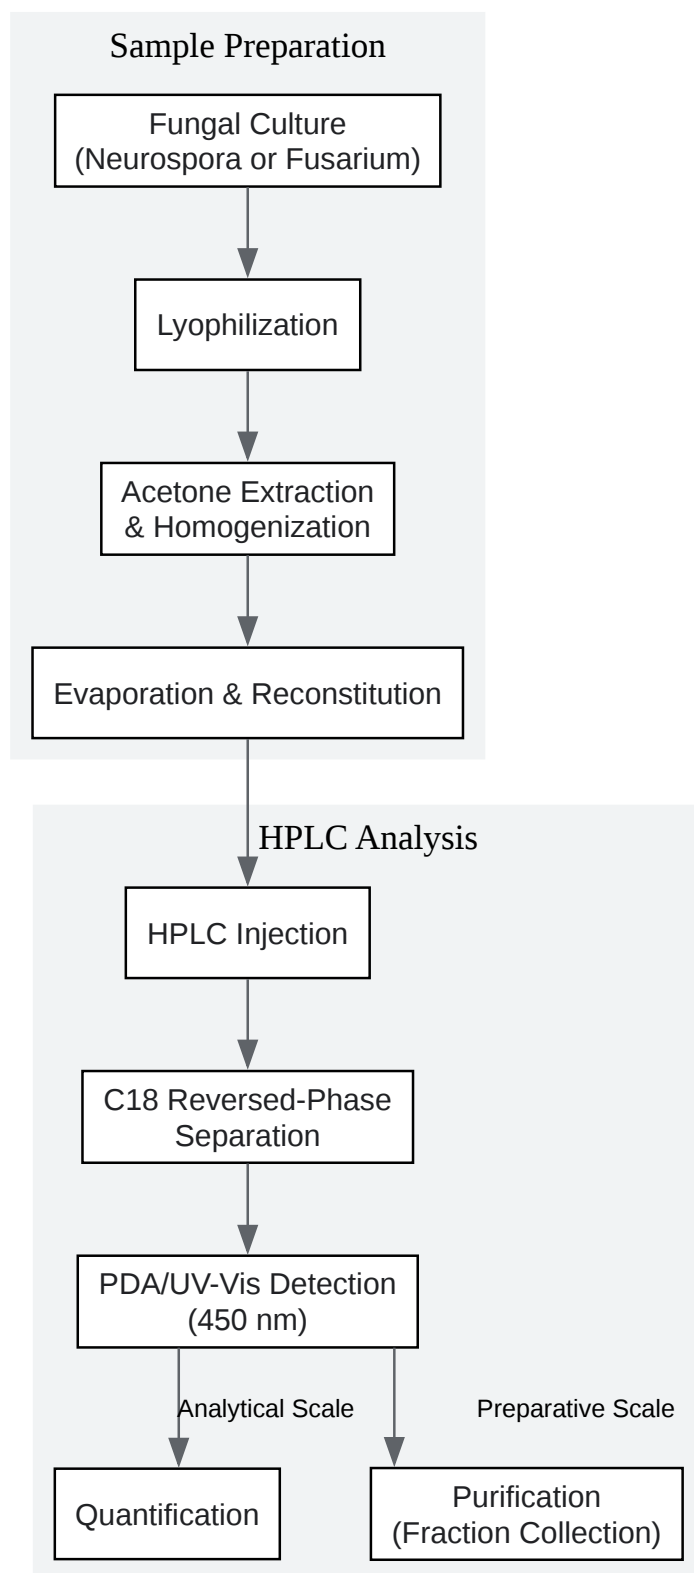 Sample Preparation
Fungal Culture
(Neurospora or Fusarium)
Lyophilization
Acetone Extraction
& Homogenization
Evaporation & Reconstitution
HPLC Analysis
HPLC Injection
C18 Reversed-Phase
Separation
PDA/UV-Vis Detection
(450 nm)
Analytical Scale
Preparative Scale
Quantification
Purification
(Fraction Collection)